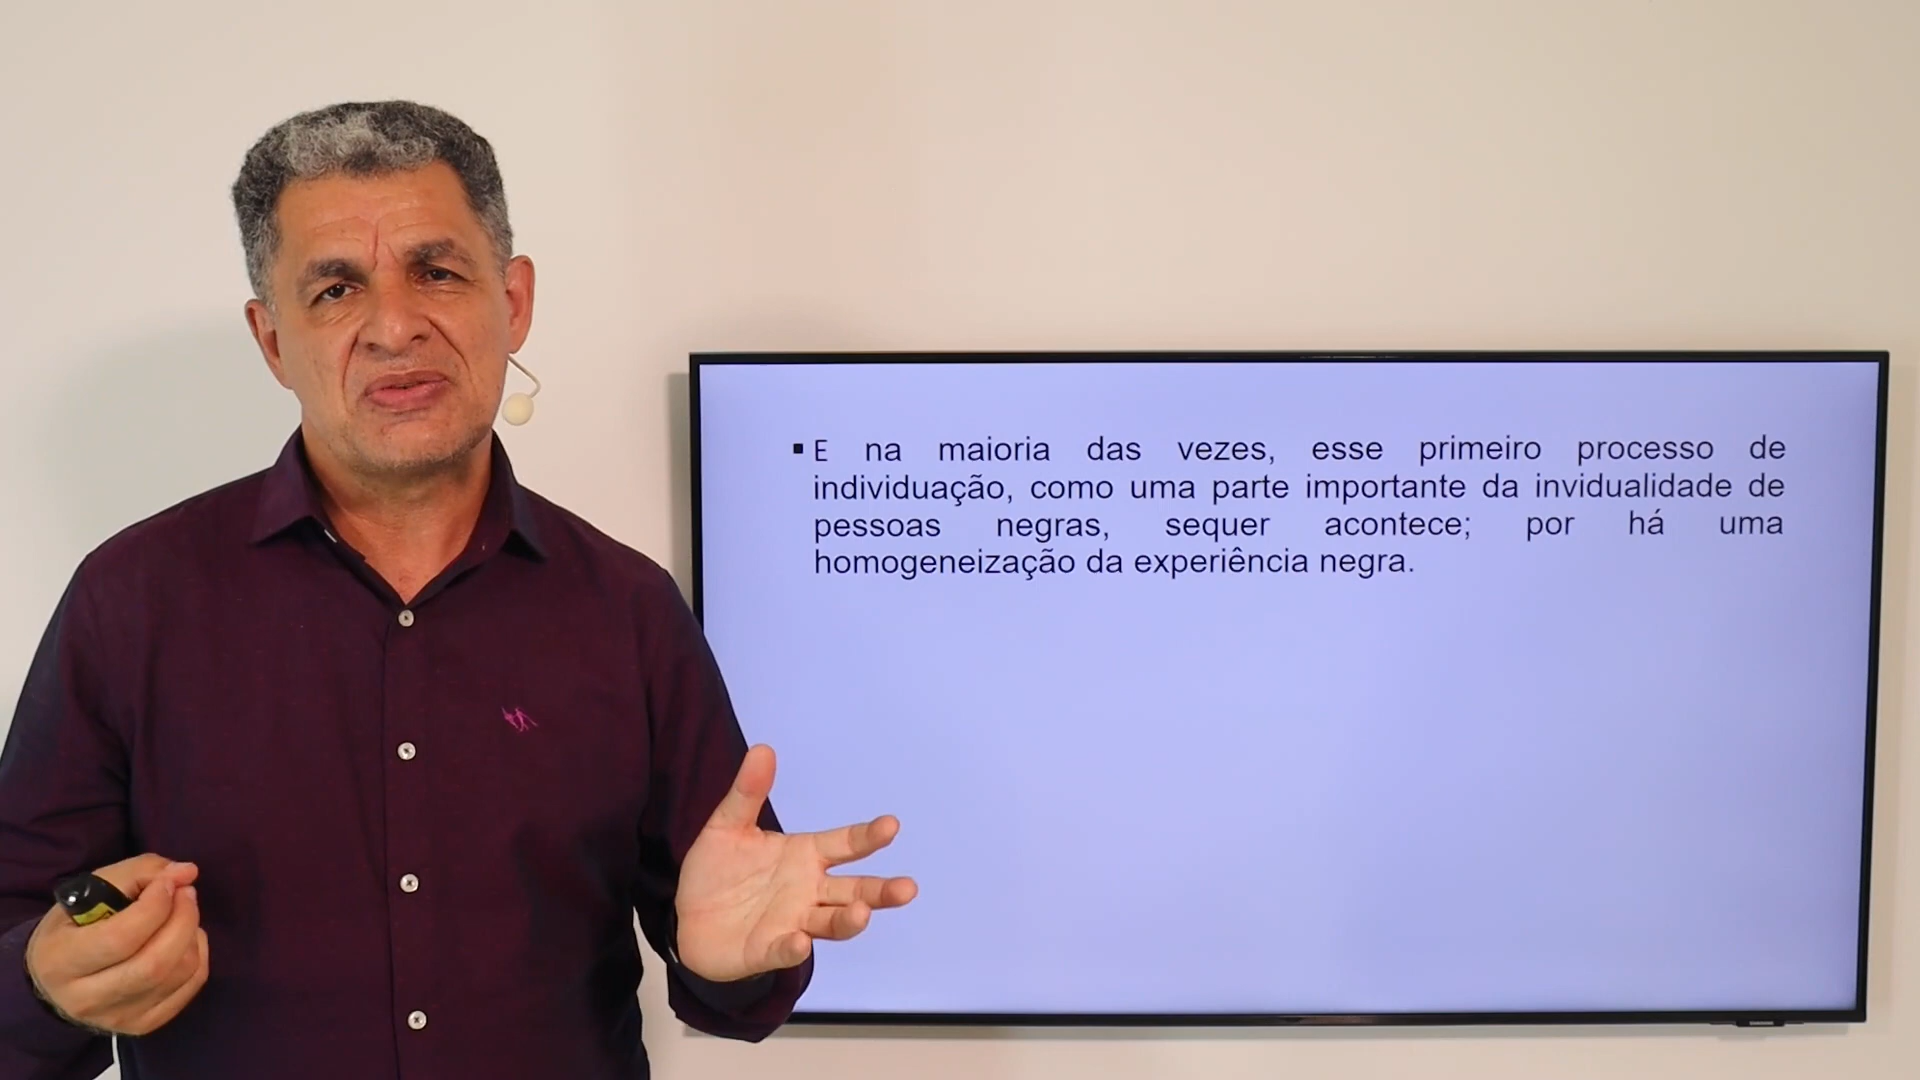 ▪ E na maioria das vezes, esse primeiro processo de
individuação, como uma parte importante da invidualidade de
pessoas negras, sequer acontece; por há uma
homogeneização da experiência negra.